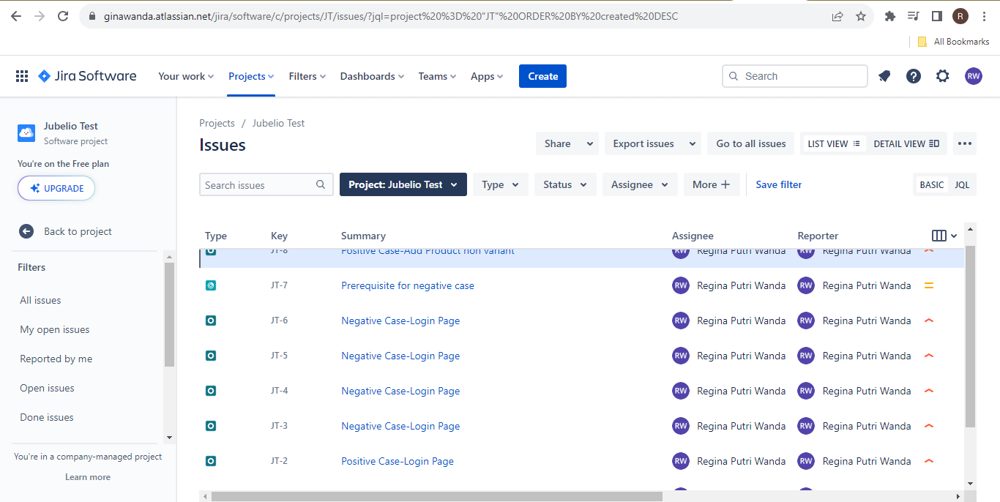 ginawanda.atlassian.net/jira/software/c/projects/JT/issues/?jql=project%20%3D%20"JT"%20ORDER%20BY%20created%20DESC
R
All Bookmarks
Jira Software
Your work
Projects
Filters
Dashboards
Teams
Apps
Create
Search
?
RW
Jubelio Test
Software project
You're on the Free plan
UPGRADE
Back to project
Filters
All issues
My open issues
Reported by me
Open issues
Done issues
You're in a company-managed project
Learn more
Projects / Jubelio Test
Issues
Share
Export issues
Go to all issues
LIST VIEW
DETAIL VIEW
Search issues
Project: Jubelio Test
Type
Status
Assignee
More +
Save filter
BASIC
JQL
Type Key Summary Assignee Reporter
JT-8 Positive Case-Add Product non variant RW Regina Putri Wanda RW Regina Putri Wanda
JT-7 Prerequisite for negative case RW Regina Putri Wanda RW Regina Putri Wanda
JT-6 Negative Case-Login Page RW Regina Putri Wanda RW Regina Putri Wanda
JT-5 Negative Case-Login Page RW Regina Putri Wanda RW Regina Putri Wanda
JT-4 Negative Case-Login Page RW Regina Putri Wanda RW Regina Putri Wanda
JT-3 Negative Case-Login Page RW Regina Putri Wanda RW Regina Putri Wanda
JT-2 Positive Case-Login Page RW Regina Putri Wanda RW Regina Putri Wanda